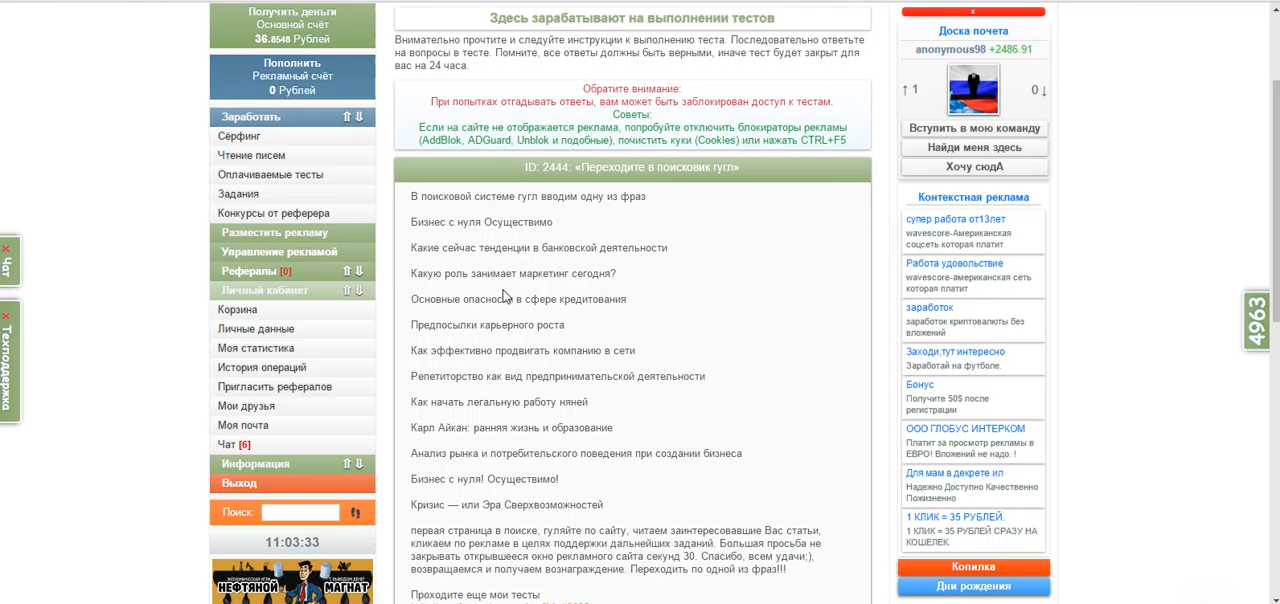 Получить деньги
Основной счёт
36.8548 Рублей
Пополнить
Рекламный счёт
0 Рублей
Заработать
Сёрфинг
Чтение писем
Оплачиваемые тесты
Задания
Конкурсы от реферера
Разместить рекламу
Управление рекламой
Рефералы [0]
Личный кабинет
Корзина
Личные данные
Моя статистика
История операций
Пригласить рефералов
Мои друзья
Моя почта
Чат [6]
Информация
Выход
Поиск:
11:03:33
ЭКОНОМИЧЕСКАЯ ИГРА
С ВЫВОДОМ ДЕНЕГ
НЕФТЯНОЙ
МАГНАТ
x Чат
x Техподдержка
Здесь зарабатывают на выполнении тестов
Внимательно прочтите и следуйте инструкции к выполнению теста. Последовательно ответьте
на вопросы в тесте. Помните, все ответы должны быть верными, иначе тест будет закрыт для
вас на 24 часа.
Обратите внимание:
При попытках отгадывать ответы, вам может быть заблокирован доступ к тестам.
Советы:
Если на сайте не отображается реклама, попробуйте отключить блокираторы рекламы
(AddBlok, ADGuard, Unblok и подобные), почистить куки (Cookies) или нажать CTRL+F5
ID: 2444: «Переходите в поисковик гугл»
В поисковой системе гугл вводим одну из фраз
Бизнес с нуля Осуществимо
Какие сейчас тенденции в банковской деятельности
Какую роль занимает маркетинг сегодня?
Основные опасности в сфере кредитования
Предпосылки карьерного роста
Как эффективно продвигать компанию в сети
Репетиторство как вид предпринимательской деятельности
Как начать легальную работу няней
Карл Айкан: ранняя жизнь и образование
Анализ рынка и потребительского поведения при создании бизнеса
Бизнес с нуля! Осуществимо!
Кризис — или Эра Сверхвозможностей
первая страница в поиске, гуляйте по сайту, читаем заинтересовавшие Вас статьи,
кликаем по рекламе в целях поддержки дальнейших заданий. Большая просьба не
закрывать открывшееся окно рекламного сайта секунд 30. Спасибо, всем удачи;),
возвращаемся и получаем вознаграждение. Переходить по одной из фраз!!!
Проходите еще мои тесты
x
Доска почета
anonymous98 +2486.91
↑ 1
0 ↓
Вступить в мою команду
Найди меня здесь
Хочу сюдА
Контекстная реклама
супер работа от13лет
wavescore-Американская
соцсеть которая платит
Работа удовольствие
wavescore-американская сеть
которая платит
заработок
заработок криптовалюты без
вложений
Заходи,тут интересно
Заработай на футболе.
Бонус
Получите 50$ после
регистрации
ООО ГЛОБУС ИНТЕРКОМ
Платит за просмотр рекламы в
ЕВРО! Вложений не надо. !
Для мам в декрете ил
Надежно Доступно Качественно
Пожизненно
1 КЛИК = 35 РУБЛЕЙ.
1 КЛИК = 35 РУБЛЕЙ СРАЗУ НА
КОШЕЛЕК.
Копилка
Дни рождения
4963